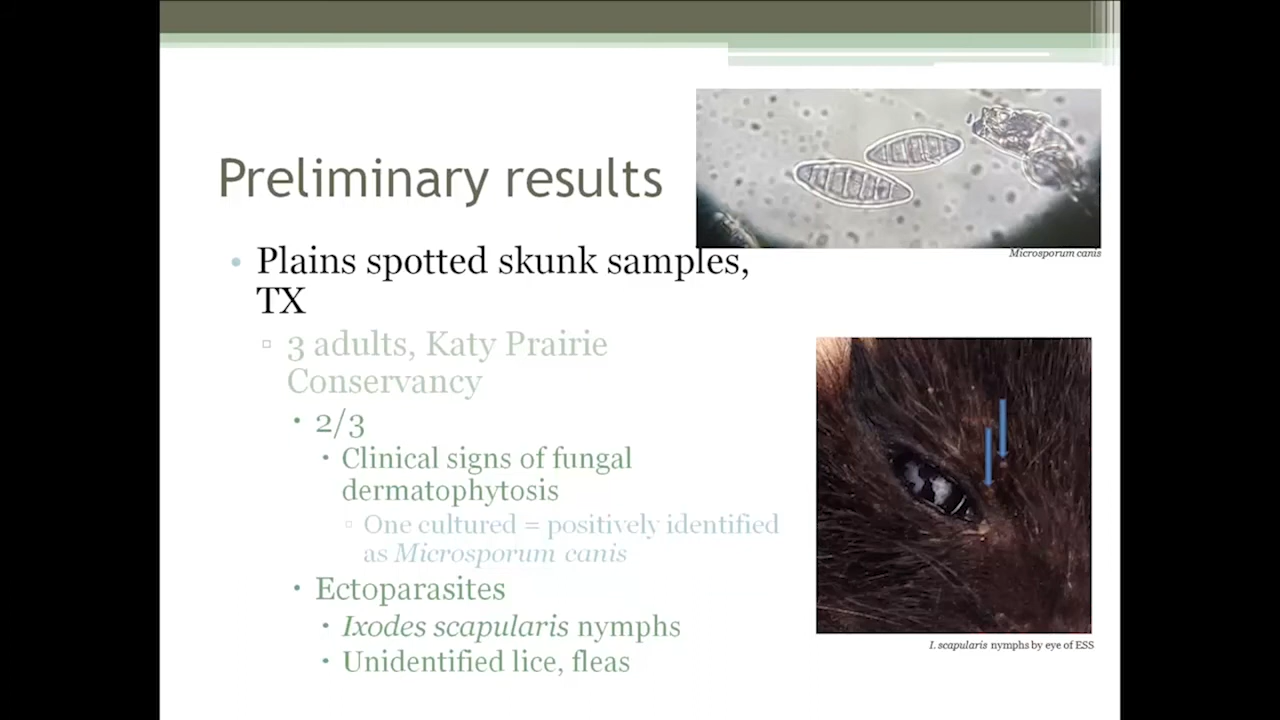 Preliminary results
Microsporum canis
• Plains spotted skunk samples,
TX
▫ 3 adults, Katy Prairie
Conservancy
• 2/3
• Clinical signs of fungal
dermatophytosis
▫ One cultured = positively identified
as Microsporum canis
• Ectoparasites
• Ixodes scapularis nymphs
• Unidentified lice, fleas
I. scapularis nymphs by eye of ESS